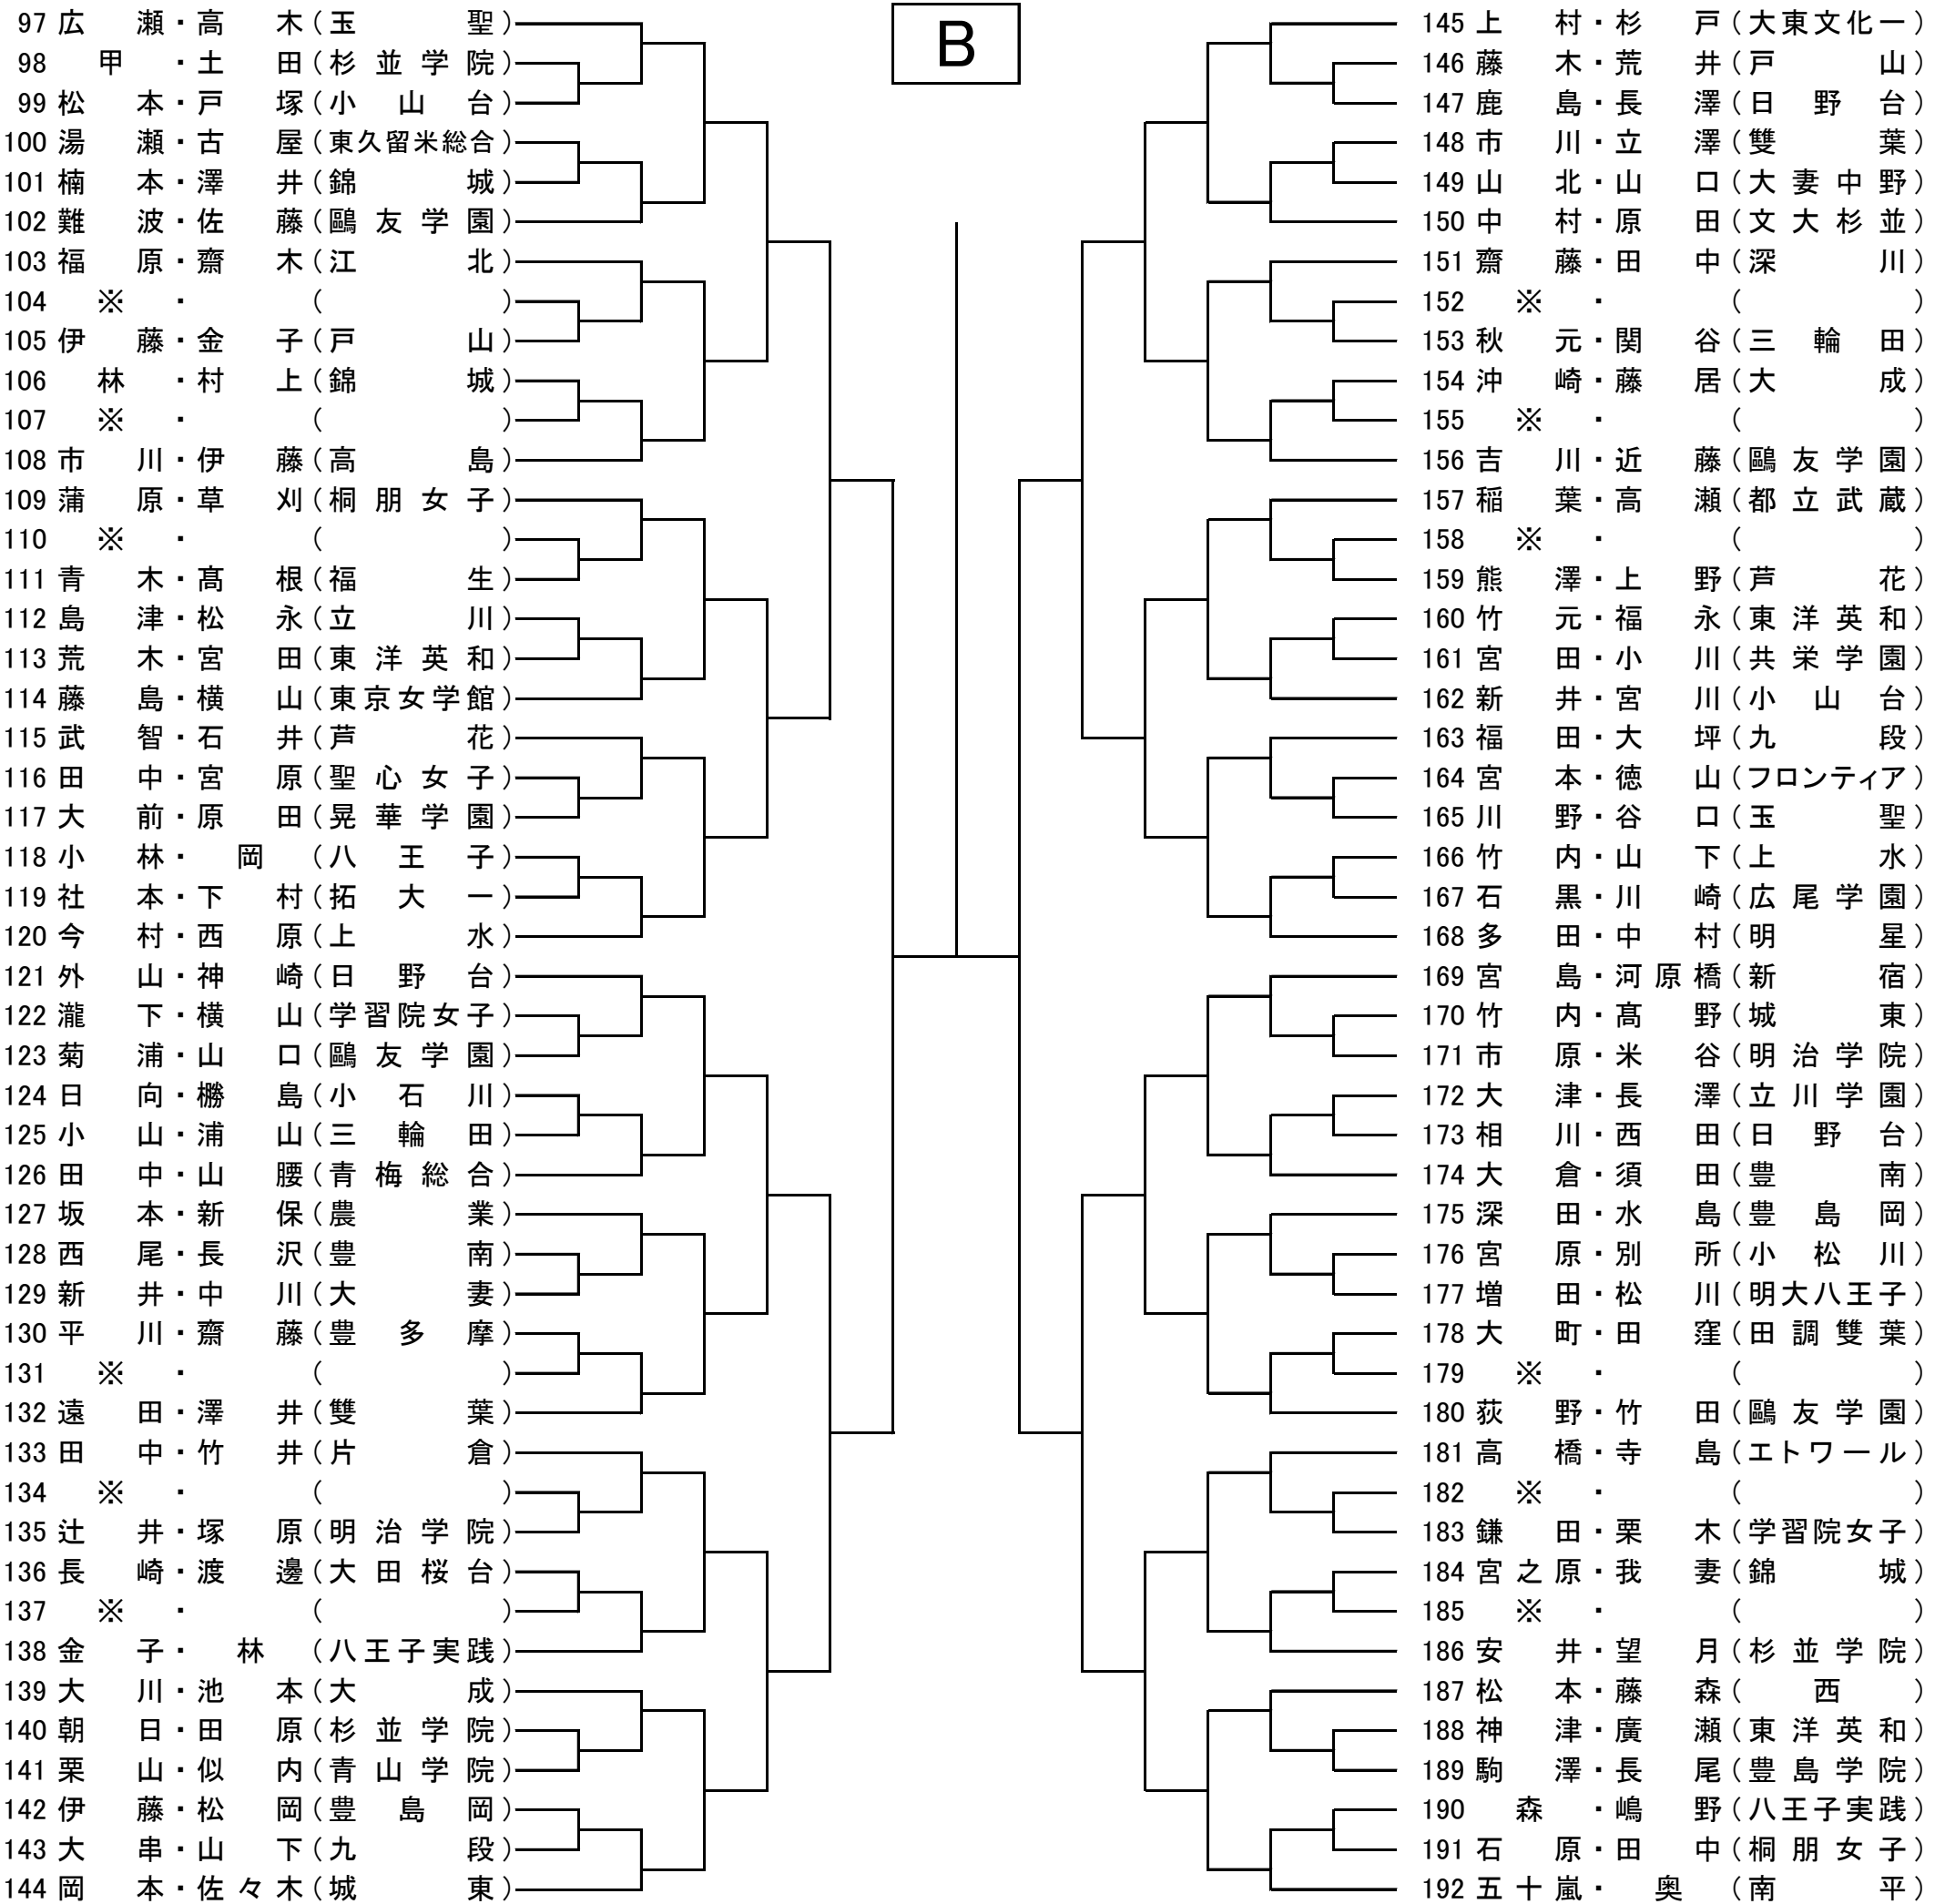 B
97 広瀬・高木(玉聖)
98 甲・土田(杉並学院)
99 松本・戸塚(小山台)
100 湯瀬・古屋(東久留米総合)
101 楠本・澤井(錦城)
102 難波・佐藤(鷗友学園)
103 福原・齋木(江北)
104 ※・( )
105 伊藤・金子(戸山)
106 林・村上(錦城)
107 ※・( )
108 市川・伊藤(高島)
109 蒲原・草刈(桐朋女子)
110 ※・( )
111 青木・髙根(福生)
112 島津・松永(立川)
113 荒木・宮田(東洋英和)
114 藤島・横山(東京女学館)
115 武智・石井(芦花)
116 田中・宮原(聖心女子)
117 大前・原田(晃華学園)
118 小林・岡(八王子)
119 社本・下村(拓大一)
120 今村・西原(上水)
121 外山・神崎(日野台)
122 瀧下・横山(学習院女子)
123 菊浦・山口(鷗友学園)
124 日向・橳島(小石川)
125 小山・浦山(三輪田)
126 田中・山腰(青梅総合)
127 坂本・新保(農業)
128 西尾・長沢(豊南)
129 新井・中川(大妻)
130 平川・齋藤(豊多摩)
131 ※・( )
132 遠田・澤井(雙葉)
133 田中・竹井(片倉)
134 ※・( )
135 辻井・塚原(明治学院)
136 長崎・渡邊(大田桜台)
137 ※・( )
138 金子・林(八王子実践)
139 大川・池本(大成)
140 朝日・田原(杉並学院)
141 栗山・似内(青山学院)
142 伊藤・松岡(豊島岡)
143 大串・山下(九段)
144 岡本・佐々木(城東)
145 上村・杉戸(大東文化一)
146 藤木・荒井(戸山)
147 鹿島・長澤(日野台)
148 市川・立澤(雙葉)
149 山北・山口(大妻中野)
150 中村・原田(文大杉並)
151 齋藤・田中(深川)
152 ※・( )
153 秋元・関谷(三輪田)
154 沖崎・藤居(大成)
155 ※・( )
156 吉川・近藤(鷗友学園)
157 稲葉・高瀬(都立武蔵)
158 ※・( )
159 熊澤・上野(芦花)
160 竹元・福永(東洋英和)
161 宮田・小川(共栄学園)
162 新井・宮川(小山台)
163 福田・大坪(九段)
164 宮本・徳山(フロンティア)
165 川野・谷口(玉聖)
166 竹内・山下(上水)
167 石黒・川崎(広尾学園)
168 多田・中村(明星)
169 宮島・河原橋(新宿)
170 竹内・髙野(城東)
171 市原・米谷(明治学院)
172 大津・長澤(立川学園)
173 相川・西田(日野台)
174 大倉・須田(豊南)
175 深田・水島(豊島岡)
176 宮原・別所(小松川)
177 増田・松川(明大八王子)
178 大町・田窪(田調雙葉)
179 ※・( )
180 荻野・竹田(鷗友学園)
181 高橋・寺島(エトワール)
182 ※・( )
183 鎌田・栗木(学習院女子)
184 宮之原・我妻(錦城)
185 ※・( )
186 安井・望月(杉並学院)
187 松本・藤森(西)
188 神津・廣瀬(東洋英和)
189 駒澤・長尾(豊島学院)
190 森・嶋野(八王子実践)
191 石原・田中(桐朋女子)
192 五十嵐・奥(南平)